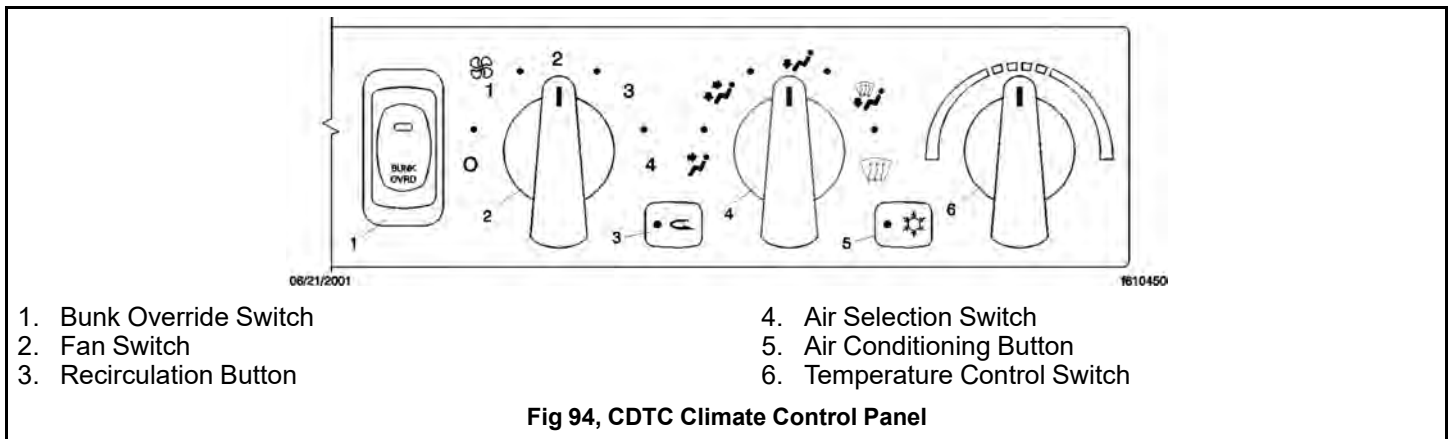 2
1
3
O
4
BUNK
OVRD
2
4
6
3
5
1
06/21/2001
1. Bunk Override Switch
2. Fan Switch
3. Recirculation Button
4. Air Selection Switch
5. Air Conditioning Button
6. Temperature Control Switch
Fig 94, CDTC Climate Control Panel